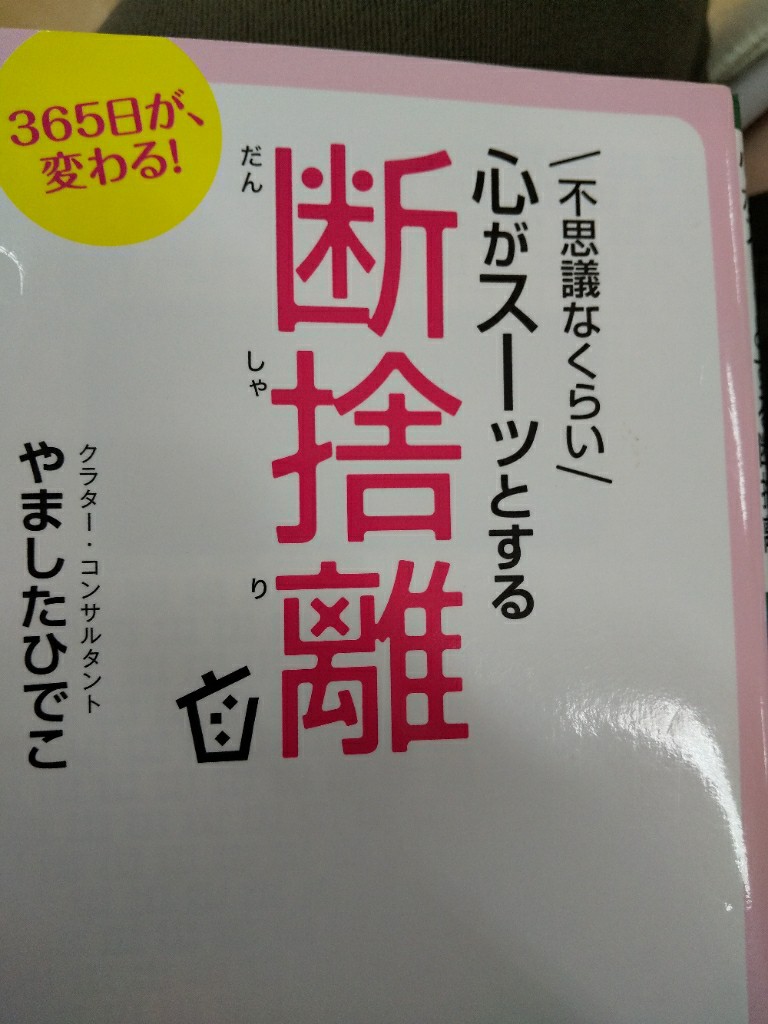 365日が、
変わる!
\不思議なくらい/
心がスーッとする
断捨離
だん
しゃ
り
クラター・コンサルタント
やましたひでこ